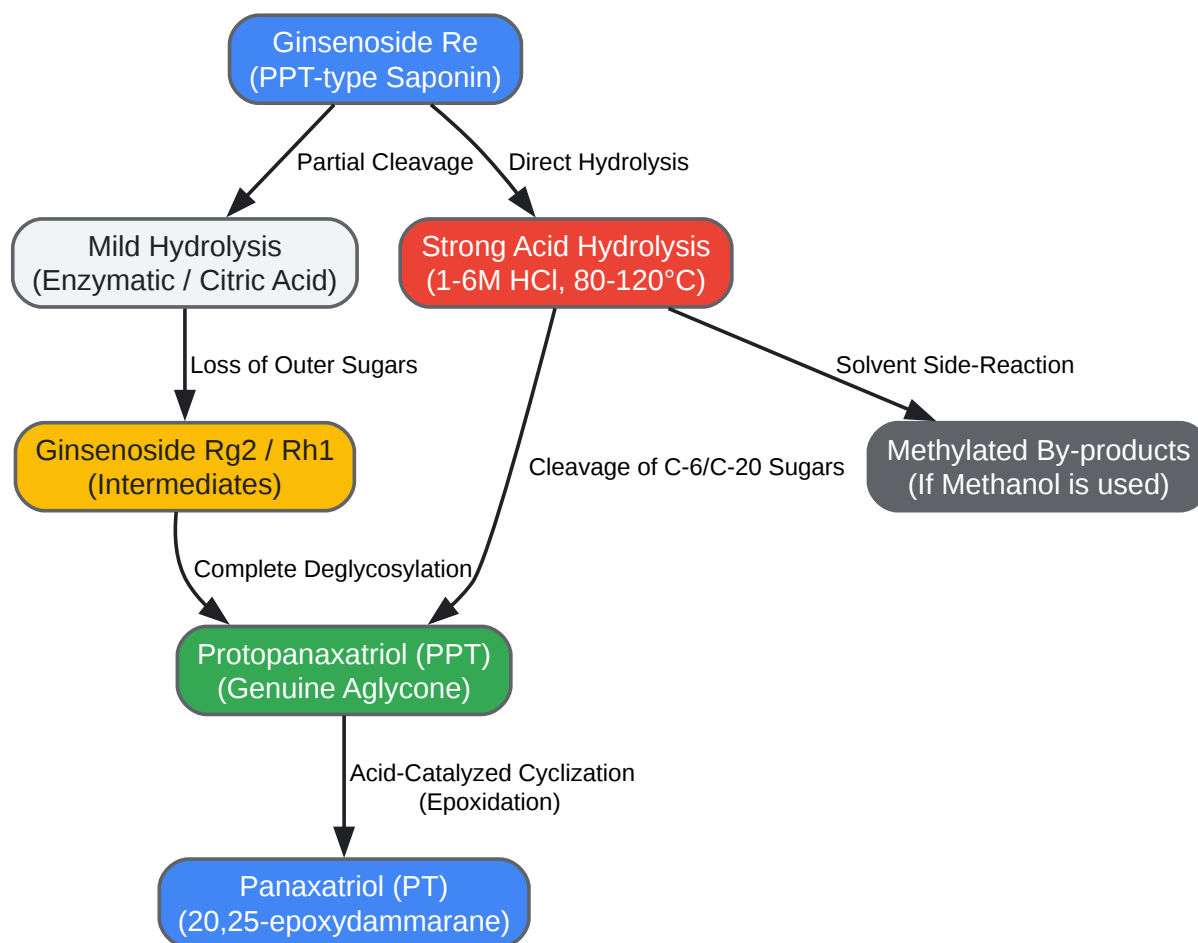 Ginsenoside Re
(PPT-type Saponin)
Partial Cleavage
Direct Hydrolysis
Mild Hydrolysis
(Enzymatic / Citric Acid)
Strong Acid Hydrolysis
(1-6M HCl, 80-120°C)
Loss of Outer Sugars
Solvent Side-Reaction
Ginsenoside Rg2 / Rh1
(Intermediates)
Cleavage of C-6/C-20 Sugars
Methylated By-products
(If Methanol is used)
Complete Deglycosylation
Protopanaxatriol (PPT)
(Genuine Aglycone)
Acid-Catalyzed Cyclization
(Epoxidation)
Panaxatriol (PT)
(20,25-epoxydammarane)